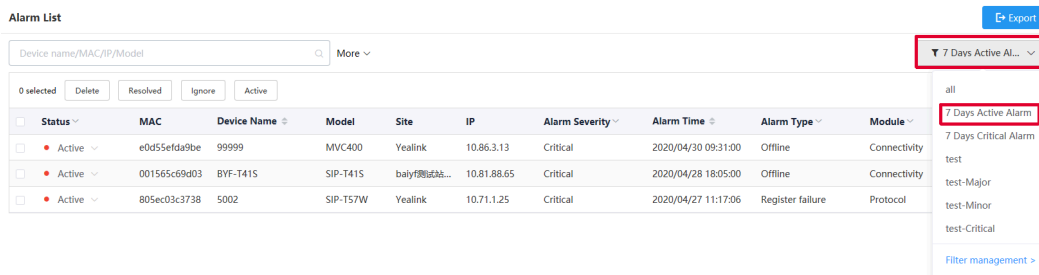 Alarm List
Export
Device name/MAC/IP/Model
More
7 Days Active Al...
0 selected Delete Resolved Ignore Active
Status MAC Device Name Model Site IP Alarm Severity Alarm Time Alarm Type Module
Active e0d55efda9be 99999 MVC400 Yealink 10.86.3.13 Critical 2020/04/30 09:31:00 Offline Connectivity
Active 001565c69d03 BYF-T41S SIP-T41S baiyf测试站... 10.81.88.65 Critical 2020/04/28 18:05:00 Offline Connectivity
Active 805ec03c3738 5002 SIP-T57W Yealink 10.71.1.25 Critical 2020/04/27 11:17:06 Register failure Protocol
all
7 Days Active Alarm
7 Days Critical Alarm
test
test-Major
test-Minor
test-Critical
Filter management >